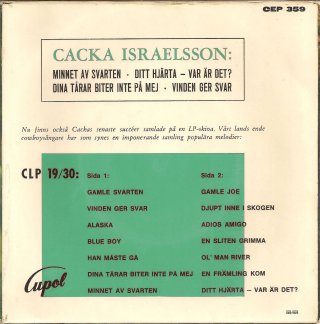 CEP 359
CACKA ISRAELSSON:
MINNET AV SVARTEN · DITT HJÄRTA – VAR ÄR DET?
DINA TÅRAR BITER INTE PÅ MEJ · VINDEN GER SVAR
Nu finns också Cackas senaste succéer samlade på en LP-skiva. Vårt lands ende
cowboysångare har som synes en imponerande samling populära melodier:
CLP 19/30:
Sida 1:
GAMLE SVARTEN
VINDEN GER SVAR
ALASKA
BLUE BOY
HAN MÅSTE GÅ
DINA TÅRAR BITER INTE PÅ MEJ
MINNET AV SVARTEN
Sida 2:
GAMLE JOE
DJUPT INNE I SKOGEN
ADIOS AMIGO
EN SLITEN GRIMMA
OL' MAN RIVER
EN FRÄMLING KOM
DITT HJÄRTA – VAR ÄR DET?
Cupol